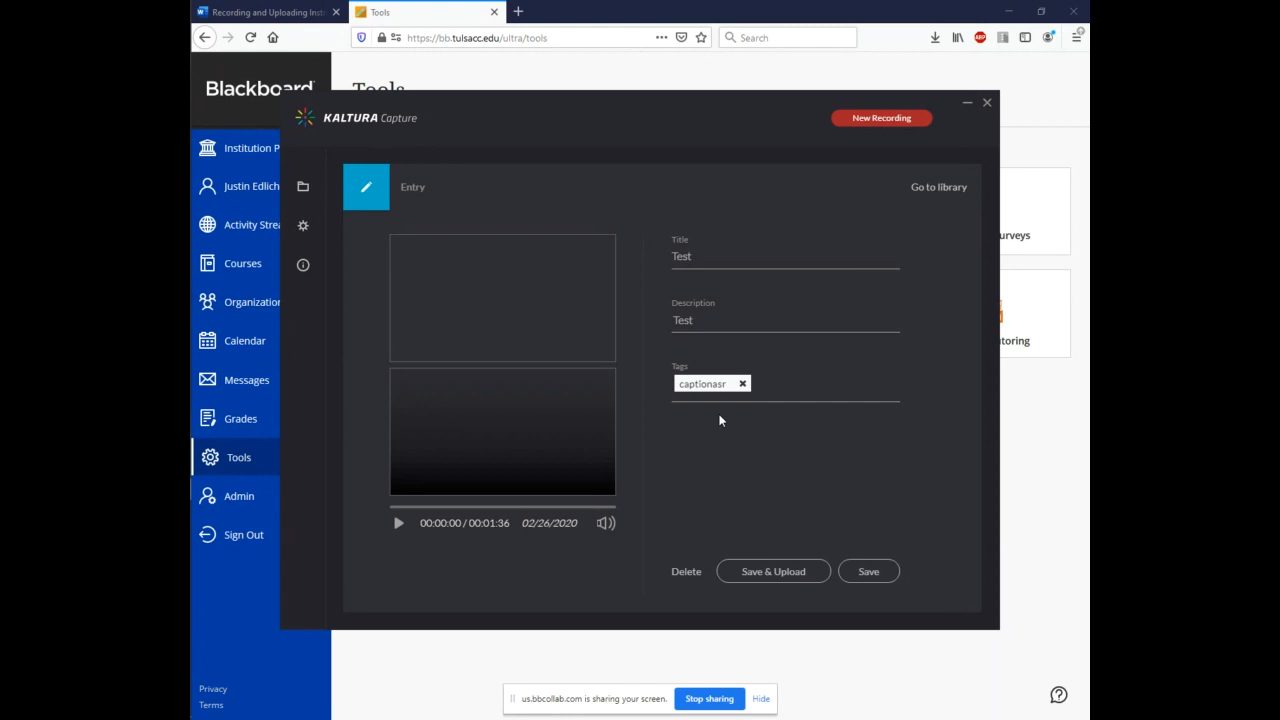 Recording and Uploading Inst
Tools
https://bb.tulsacc.edu/ultra/tools
Search
Blackboard
Tools
KALTURA Capture
New Recording
Institution P
Justin Edlich
Activity Strea
Courses
Organization
Calendar
Messages
Grades
Tools
Admin
Sign Out
Privacy
Terms
Entry
Go to library
Title
Test
Description
Test
Tags
captionasr
00:00:00 / 00:01:36 02/26/2020
Delete
Save & Upload
Save
urveys
utoring
us.bbcollab.com is sharing your screen.
Stop sharing
Hide